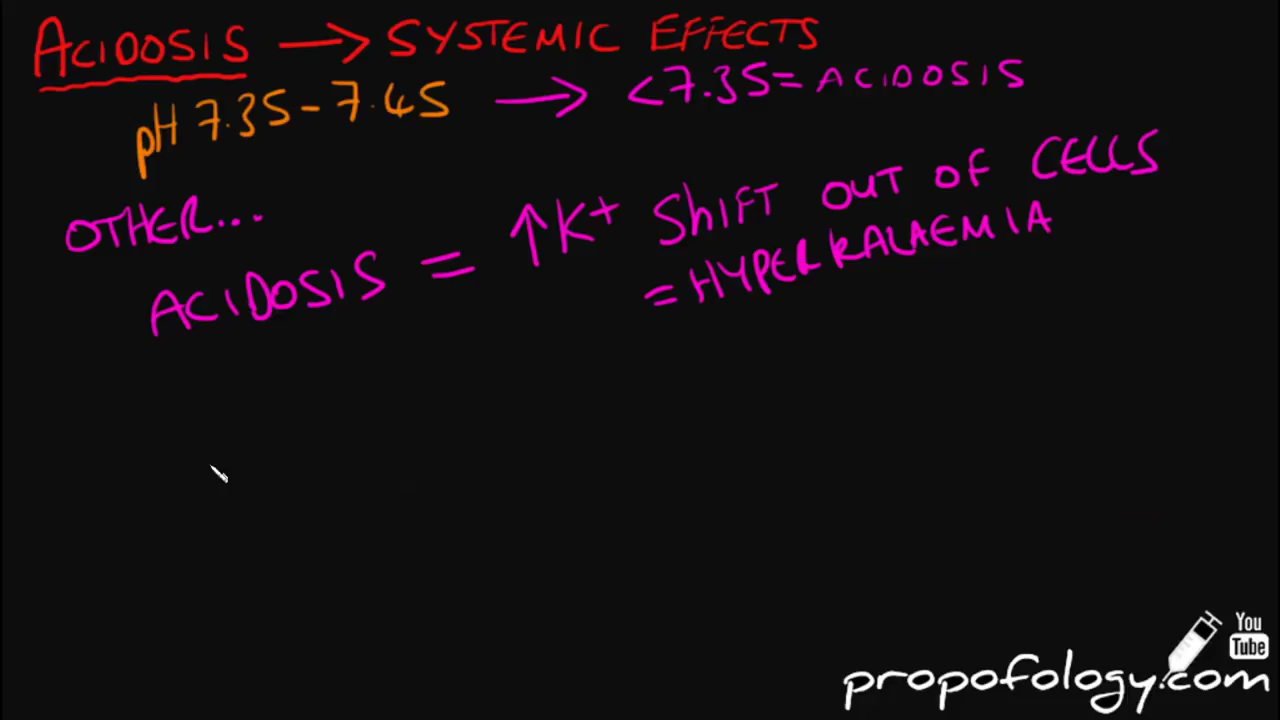 ACIDOSIS → SYSTEMIC EFFECTS
pH 7.35 - 7.45 → <7.35 = ACIDOSIS
OTHER...
ACIDOSIS = ↑K+ SHIFT OUT OF CELLS
= HYPERKALAEMIA
You
Tube
propofology.com